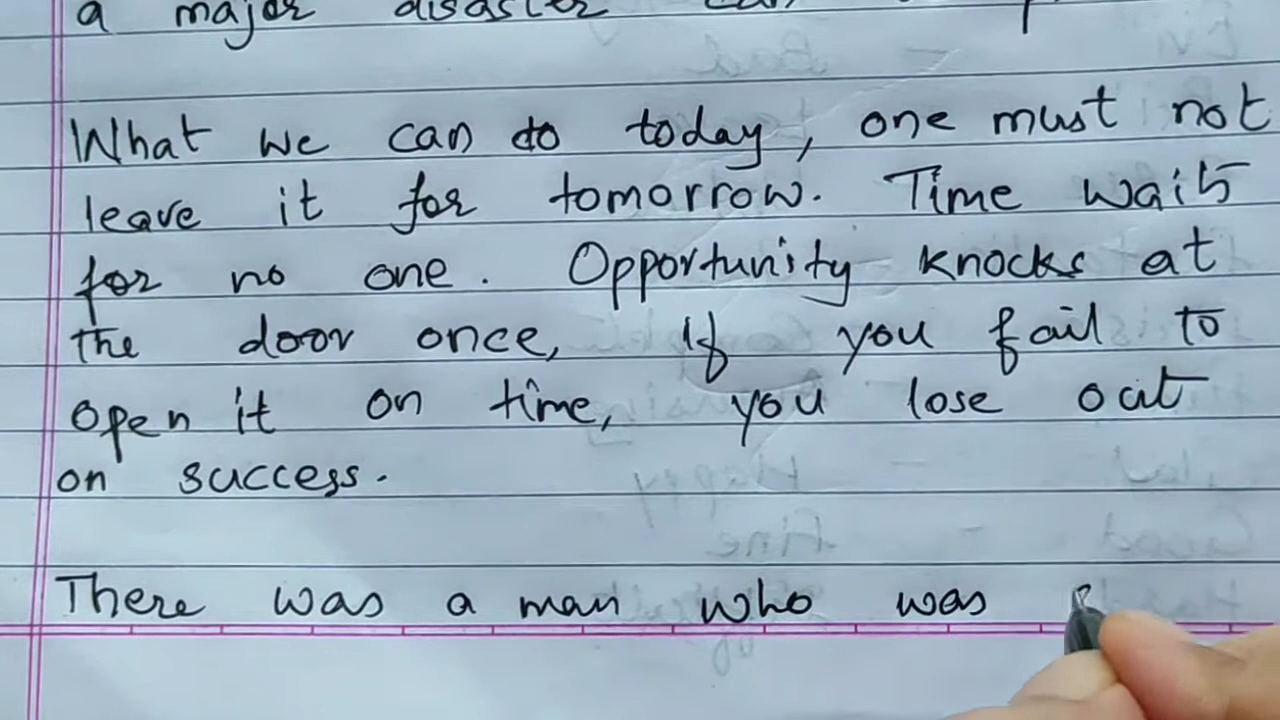 a major disaster can
What we can do today, one must not
leave it for tomorrow. Time waits
for no one. Opportunity knocks at
the door once, If you fail to
open it on time, you lose out
on success.
There was a man who was